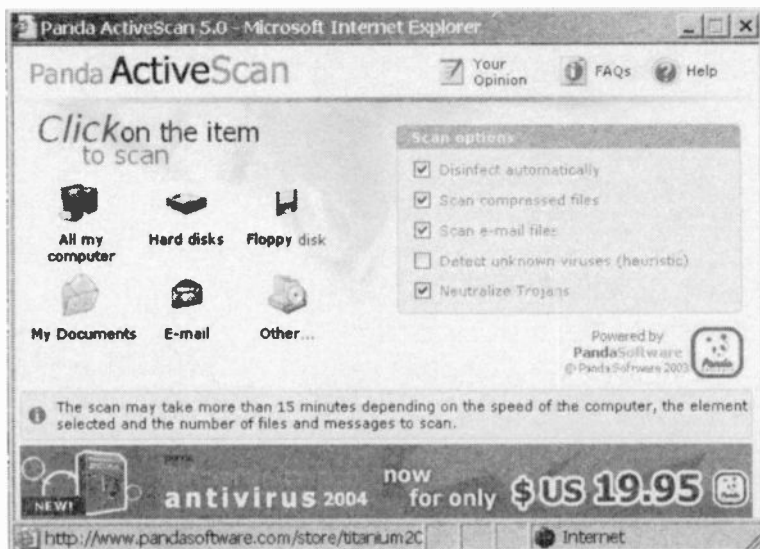 Panda ActiveScan 5.0 - Microsoft Internet Explorer
Panda ActiveScan
Your Opinion
FAQs
Help
Click on the item
to scan
All my computer
Hard disks
Floppy disk
My Documents
E-mail
Other...
Scan options
Disinfect automatically
Scan compressed files
Scan e-mail files
Detect unknown viruses (heuristic)
Neutralize Trojans
Powered by
PandaSoftware
© Panda Software 2003
Panda
The scan may take more than 15 minutes depending on the speed of the computer, the element
selected and the number of files and messages to scan.
NEW!
antivirus 2004
now
for only
$US 19.95
http://www.pandasoftware.com/store/titanium2C
Internet